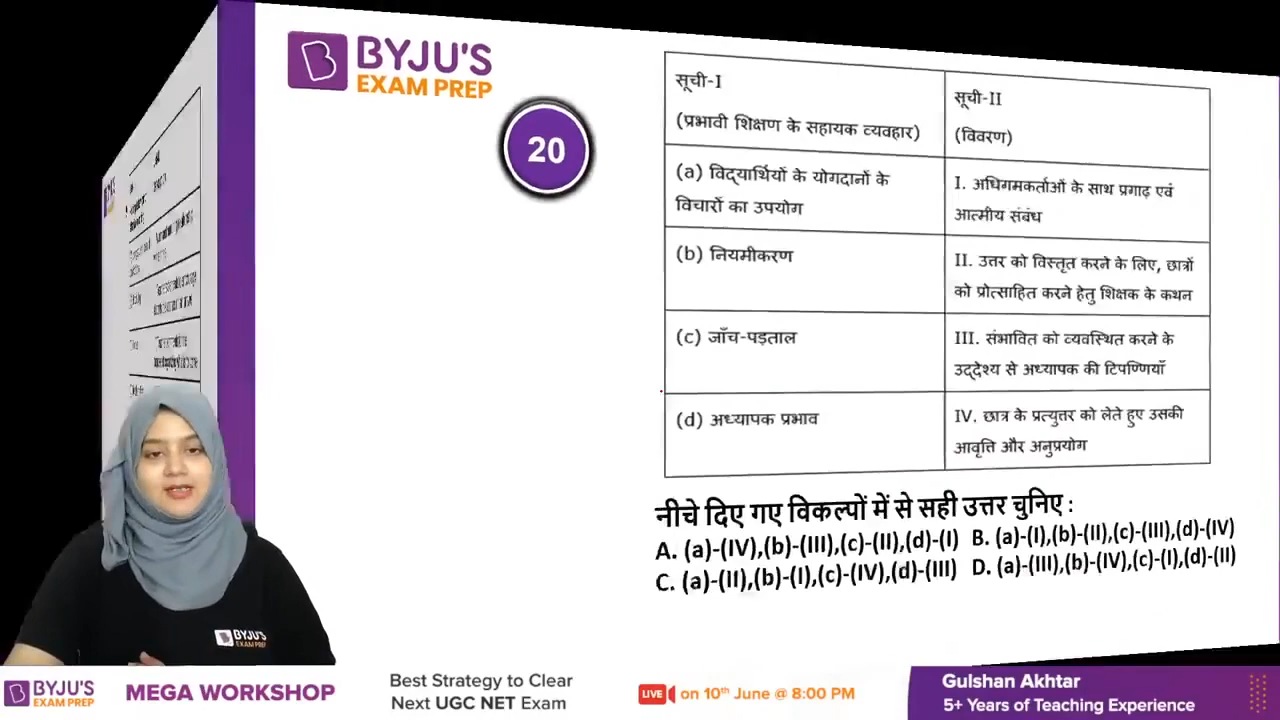 BYJU'S
EXAM PREP
20
सूची-I
(प्रभावी शिक्षण के सहायक व्यवहार)
सूची-II
(विवरण)
(a) विद्यार्थियों के योगदानों के
विचारों का उपयोग
I. अधिगमकर्ताओं के साथ प्रगाढ़ एवं
आत्मीय संबंध
(b) नियमीकरण
II. उत्तर को विस्तृत करने के लिए, छात्रों
को प्रोत्साहित करने हेतु शिक्षक के कथन
(c) जाँच-पड़ताल
III. संभावित को व्यवस्थित करने के
उद्देश्य से अध्यापक की टिपण्णियाँ
(d) अध्यापक प्रभाव
IV. छात्र के प्रत्युत्तर को लेते हुए उसकी
आवृत्ति और अनुप्रयोग
नीचे दिए गए विकल्पों में से सही उत्तर चुनिए :
A. (a)-(IV),(b)-(III),(c)-(II),(d)-(I) B. (a)-(I),(b)-(II),(c)-(III),(d)-(IV)
C. (a)-(II),(b)-(I),(c)-(IV),(d)-(III) D. (a)-(III),(b)-(IV),(c)-(I),(d)-(II)
BYJU'S
EXAM PREP
BYJU'S
EXAM PREP
MEGA WORKSHOP
Best Strategy to Clear
Next UGC NET Exam
LIVE on 10th June @ 8:00 PM
Gulshan Akhtar
5+ Years of Teaching Experience